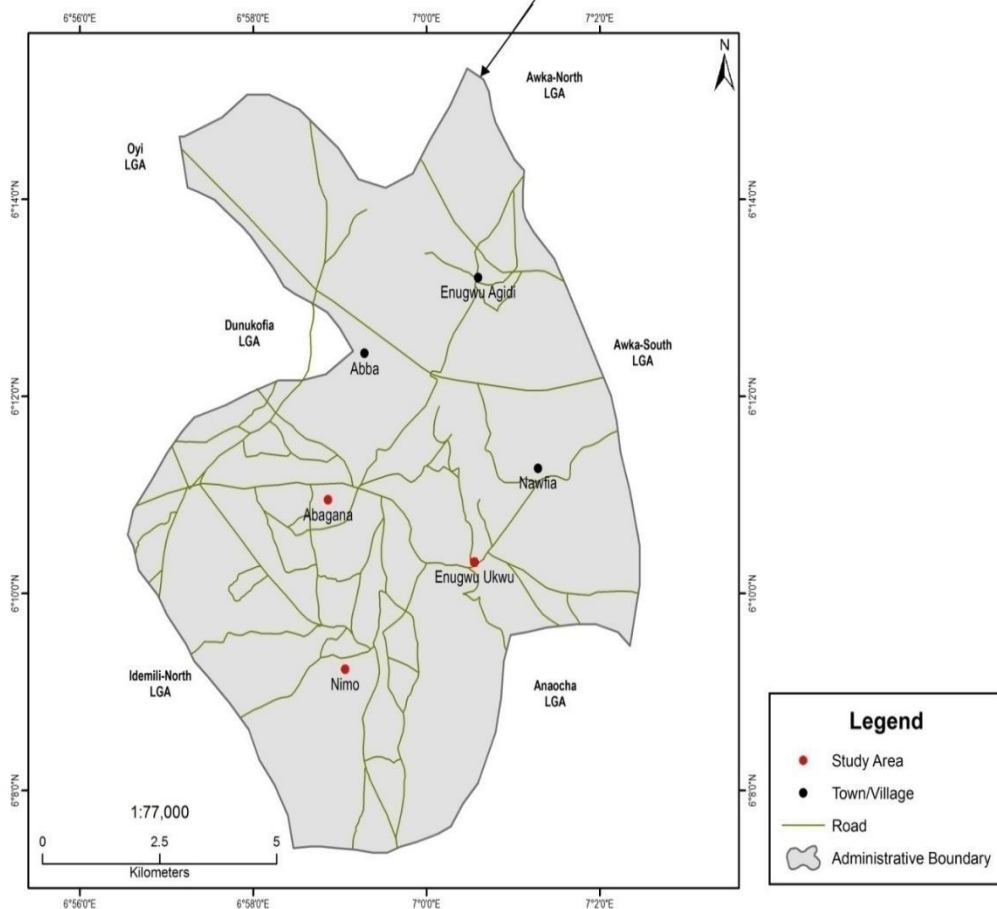 6°56'0"E 6°58'0"E 7°0'0"E 7°2'0"E
N
Awka-North
LGA
Oyi
LGA
6°14'0"N 6°14'0"N
Enugwu Agidi
Dunukofia
LGA
Awka-South
LGA
Abba
6°12'0"N 6°12'0"N
Nawfia
Abagana
Enugwu Ukwu
6°10'0"N 6°10'0"N
Idemili-North
LGA
Nimo
Anaocha
LGA
6°8'0"N 6°8'0"N
1:77,000
0 2.5 5
Kilometers
6°56'0"E 6°58'0"E 7°0'0"E 7°2'0"E
Legend
Study Area
Town/Village
Road
Administrative Boundary